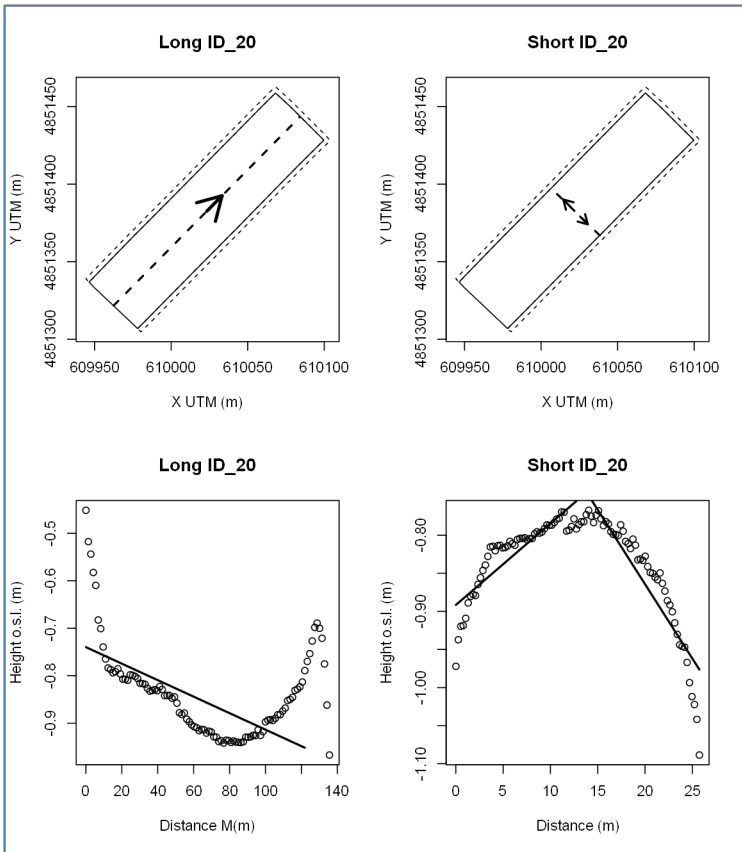 Long ID_20
Short ID_20
Y UTM (m)
4851300 4851350 4851400 4851450
609950 610000 610050 610100
X UTM (m)
Y UTM (m)
4851300 4851350 4851400 4851450
609950 610000 610050 610100
X UTM (m)
Long ID_20
Short ID_20
Height o.s.l. (m)
-0.9 -0.8 -0.7 -0.6 -0.5
0 20 40 60 80 100 120 140
Distance M(m)
Height o.s.l. (m)
-1.10 -1.00 -0.90 -0.80
0 5 10 15 20 25
Distance (m)